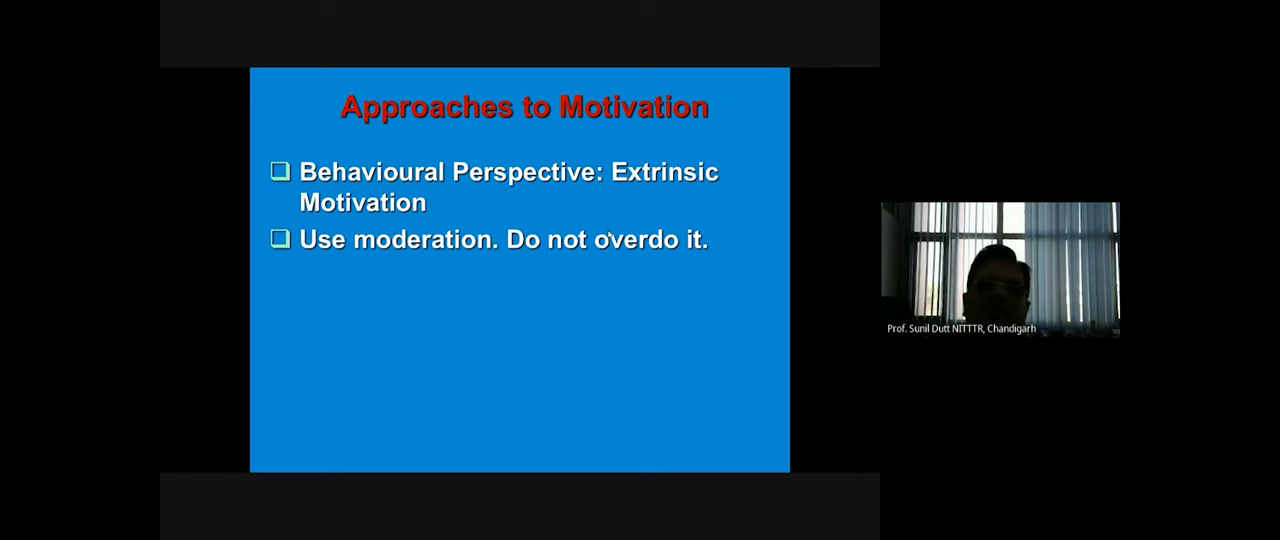 Approaches to Motivation
Behavioural Perspective: Extrinsic
Motivation
Use moderation. Do not overdo it.
Prof. Sunil Dutt NITTTR, Chandigarh